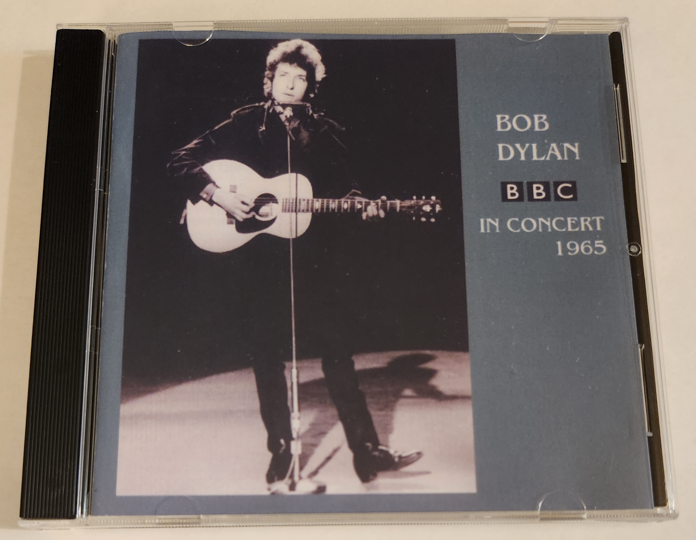 BOB
DYLAN
BBC
IN CONCERT
1965